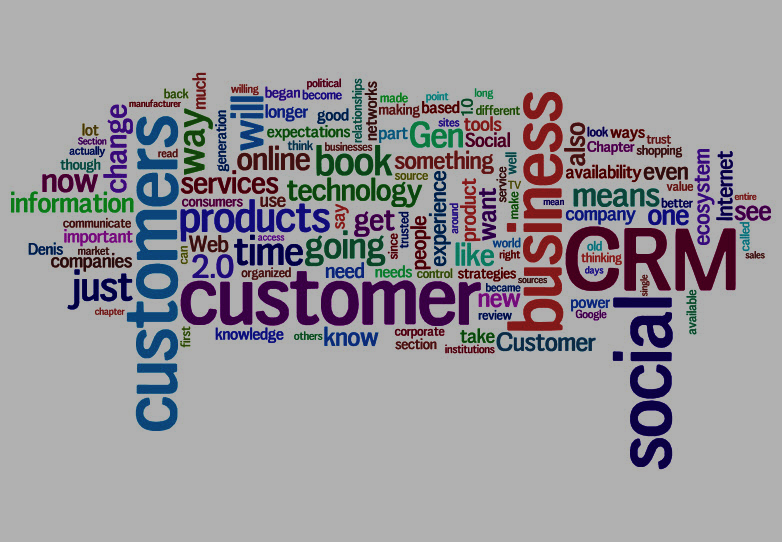 back
manufacturer
much
willing
political
began
become
relationships
networks
made
point
long
making
based
1.0
different
lot
Section
actually
change
customers
read
way
generation
will
longer
good
expectations
think
businesses
part
Gen
sites
tools
Social
business
also
look
ways
Chapter
trust
shopping
though
now
information
services
online
book
something
source
technology
consumers
use
products
say
get
since
trusted
people
experience
around
product
want
service
well
TV
make
mean
availability
even
means
value
better
company
one
ecosystem
Internet
entire
see
called
sales
communicate
important
Denis
market
companies
just
chapter
can
Web
access
2.0
time
going
organized
need
needs
control
like
world
right
strategies
sources
became
CRM
old
thinking
days
single
customer
new
review
power
Google
available
first
knowledge
others
know
corporate
section
take
institutions
Customer
social